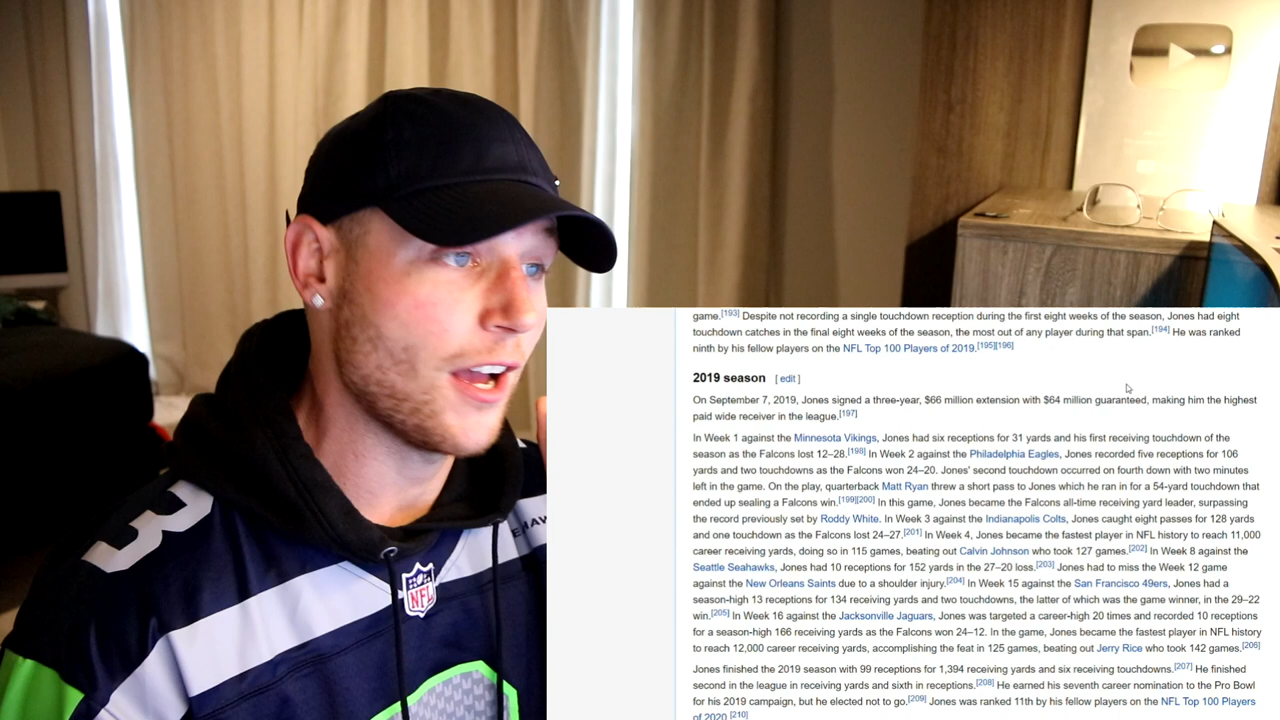 game.[193] Despite not recording a single touchdown reception during the first eight weeks of the season, Jones had eight
touchdown catches in the final eight weeks of the season, the most out of any player during that span.[194] He was ranked
ninth by his fellow players on the NFL Top 100 Players of 2019.[195][196]
2019 season [ edit ]
On September 7, 2019, Jones signed a three-year, $66 million extension with $64 million guaranteed, making him the highest
paid wide receiver in the league.[197]
In Week 1 against the Minnesota Vikings, Jones had six receptions for 31 yards and his first receiving touchdown of the
season as the Falcons lost 12–28.[198] In Week 2 against the Philadelphia Eagles, Jones recorded five receptions for 106
yards and two touchdowns as the Falcons won 24–20. Jones' second touchdown occurred on fourth down with two minutes
left in the game. On the play, quarterback Matt Ryan threw a short pass to Jones which he ran in for a 54-yard touchdown that
ended up sealing a Falcons win.[199][200] In this game, Jones became the Falcons all-time receiving yard leader, surpassing
the record previously set by Roddy White. In Week 3 against the Indianapolis Colts, Jones caught eight passes for 128 yards
and one touchdown as the Falcons lost 24–27.[201] In Week 4, Jones became the fastest player in NFL history to reach 11,000
career receiving yards, doing so in 115 games, beating out Calvin Johnson who took 127 games.[202] In Week 8 against the
Seattle Seahawks, Jones had 10 receptions for 152 yards in the 27–20 loss.[203] Jones had to miss the Week 12 game
against the New Orleans Saints due to a shoulder injury.[204] In Week 15 against the San Francisco 49ers, Jones had a
season-high 13 receptions for 134 receiving yards and two touchdowns, the latter of which was the game winner, in the 29–22
win.[205] In Week 16 against the Jacksonville Jaguars, Jones was targeted a career-high 20 times and recorded 10 receptions
for a season-high 166 receiving yards as the Falcons won 24–12. In the game, Jones became the fastest player in NFL history
to reach 12,000 career receiving yards, accomplishing the feat in 125 games, beating out Jerry Rice who took 142 games.[206]
Jones finished the 2019 season with 99 receptions for 1,394 receiving yards and six receiving touchdowns.[207] He finished
second in the league in receiving yards and sixth in receptions.[208] He earned his seventh career nomination to the Pro Bowl
for his 2019 campaign, but he elected not to go.[209] Jones was ranked 11th by his fellow players on the NFL Top 100 Players
of 2020.[210]
3
EHAW
NFL